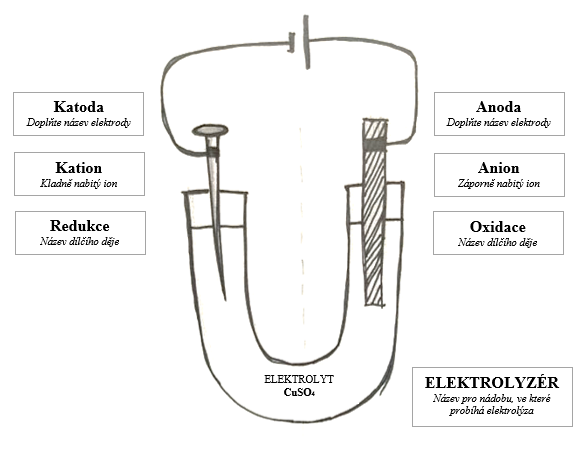 Katoda
Doplňte název elektrody
Anoda
Doplňte název elektrody
Kation
Kladně nabitý ion
Anion
Záporně nabitý ion
Redukce
Název dílčího děje
Oxidace
Název dílčího děje
ELEKTROLYT
CuSO₄
ELEKTROLYZÉR
Název pro nádobu, ve které
probíhá elektrolýza